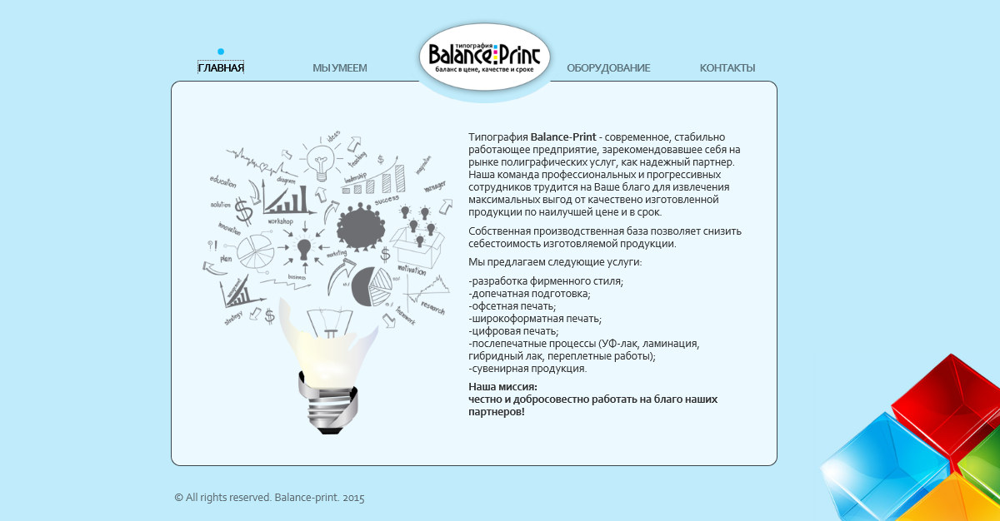 ГЛАВНАЯ
МЫ УМЕЕМ
типография
Balance-Print
баланс в цене, качестве и сроке
ОБОРУДОВАНИЕ
КОНТАКТЫ
ideas
teaching
inspiration
education
diagram
leadership
manager
solution
success
workshop
innovation
marketing
plan
motivation
business
management
research
strategy
teamwork
Типография Balance-Print - современное, стабильно
работающее предприятие, зарекомендовавшее себя на
рынке полиграфических услуг, как надежный партнер.
Наша команда профессиональных и прогрессивных
сотрудников трудится на Ваше благо для извлечения
максимальных выгод от качествено изготовленной
продукции по наилучшей цене и в срок.
Собственная производственная база позволяет снизить
себестоимость изготовляемой продукции.
Мы предлагаем следующие услуги:
-разработка фирменного стиля;
-допечатная подготовка;
-офсетная печать;
-широкоформатная печать;
-цифровая печать;
-послепечатные процессы (УФ-лак, ламинация,
гибридный лак, переплетные работы);
-сувенирная продукция.
Наша миссия:
честно и добросовестно работать на благо наших
партнеров!
© All rights reserved. Balance-print. 2015